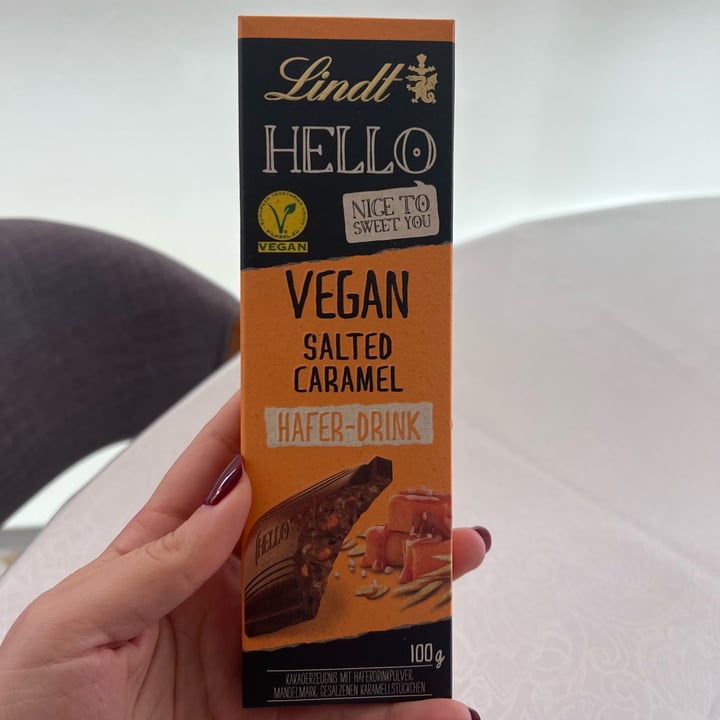 Lindt
HELLO
VEGAN
NICE TO
SWEET YOU
VEGAN
SALTED
CARAMEL
HAFER-DRINK
HELLO
100g
KAKAOERZEUGNIS MIT HAFERDRINKPULVER,
MANDELMARK, GESALZENEN KARAMELLSTÜCKCHEN